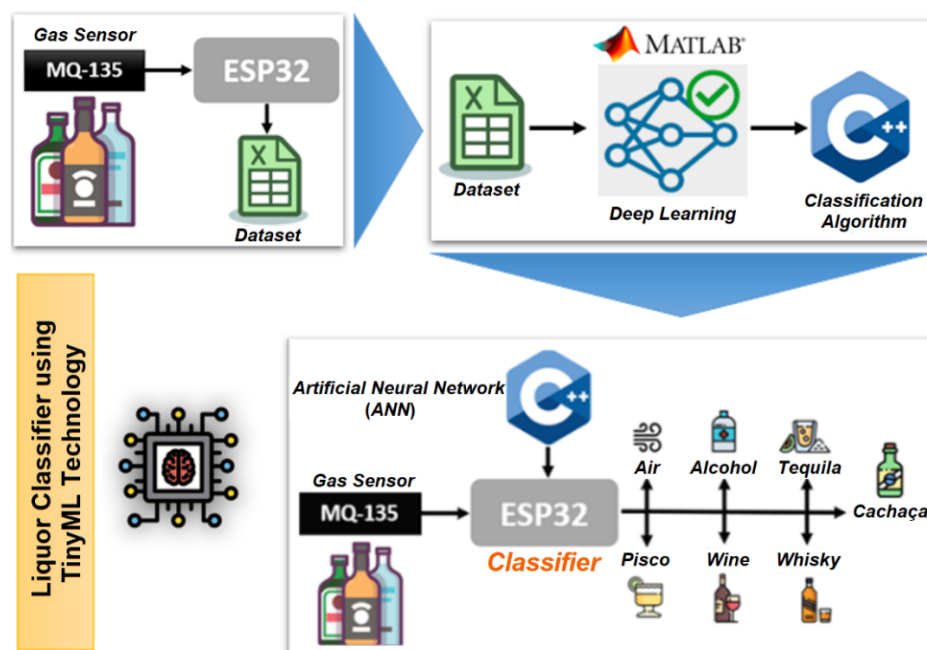 Gas Sensor
MQ-135
ESP32
X
Dataset
MATLAB®
X
Dataset
Deep Learning
C++
Classification
Algorithm
Liquor Classifier using
TinyML Technology
Artificial Neural Network
(ANN)
C++
Gas Sensor
MQ-135
ESP32
Classifier
Air
Alcohol
Tequila
Cachaça
Pisco
Wine
Whisky